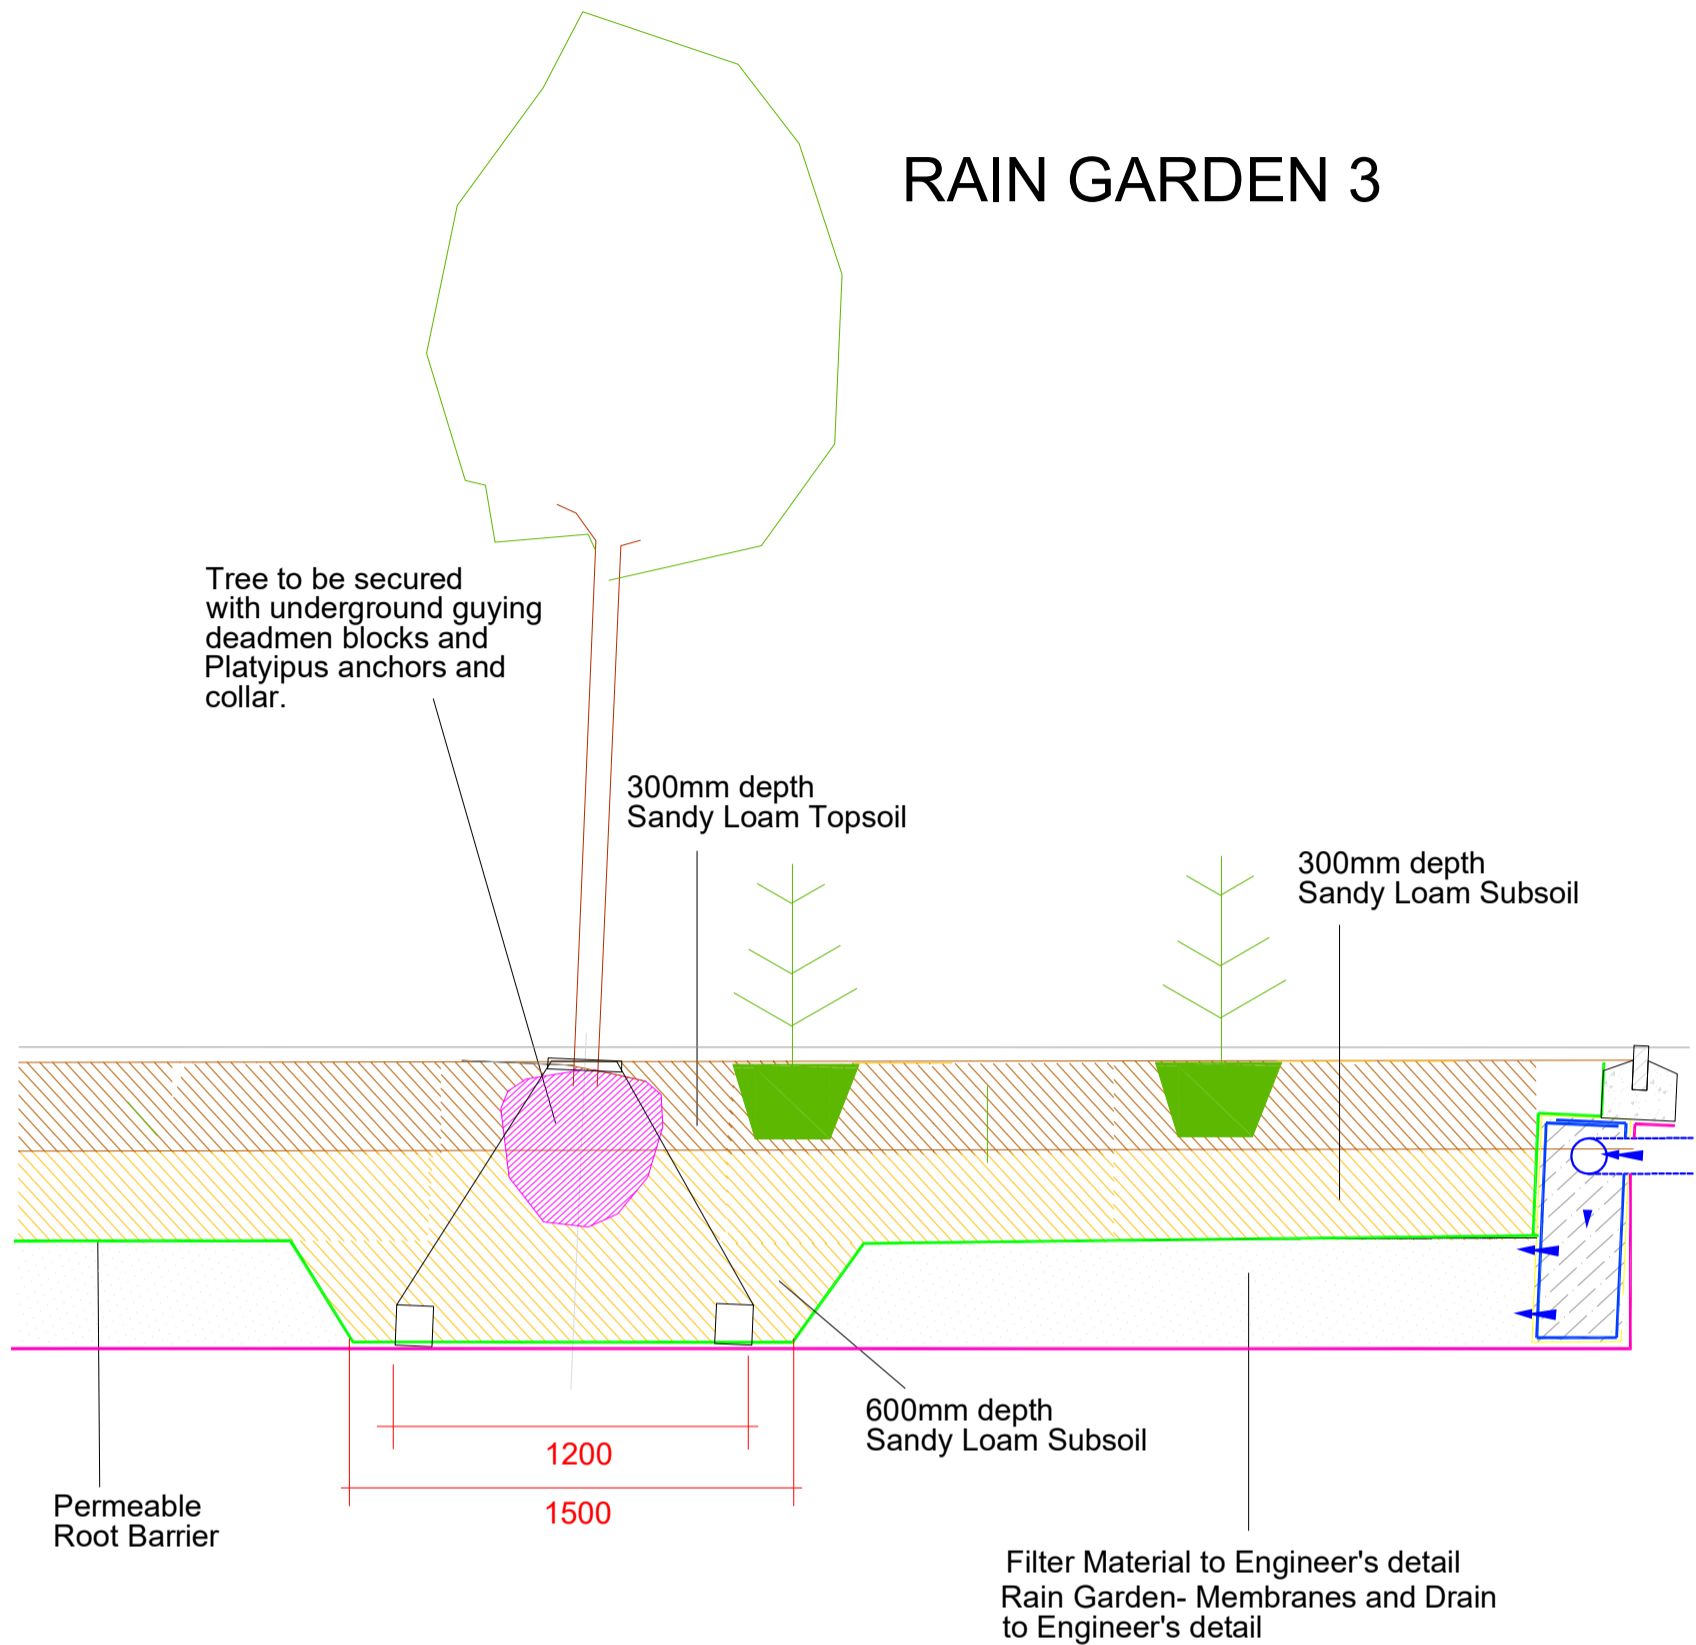 RAIN GARDEN 3
Tree to be secured
with underground guying
deadmen blocks and
Platyipus anchors and
collar.
300mm depth
Sandy Loam Topsoil
300mm depth
Sandy Loam Subsoil
600mm depth
Sandy Loam Subsoil
1200
1500
Permeable
Root Barrier
Filter Material to Engineer's detail
Rain Garden- Membranes and Drain
to Engineer's detail